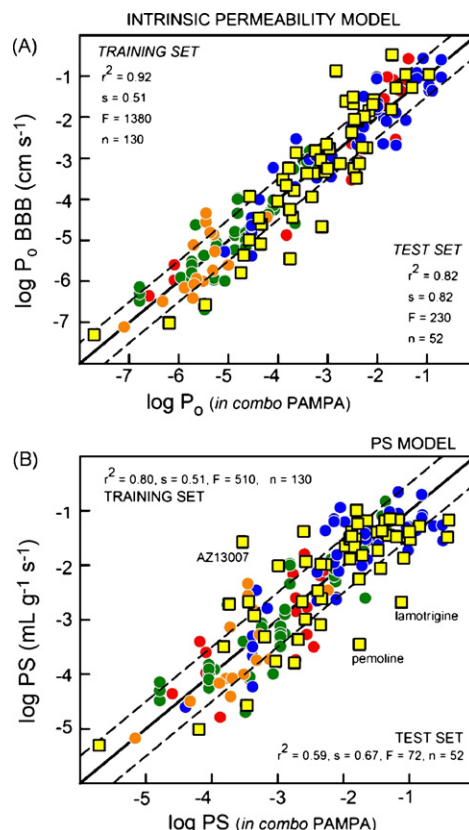 INTRINSIC PERMEABILITY MODEL
(A)
TRAINING SET
r² = 0.92
s = 0.51
F = 1380
n = 130
TEST SET
r² = 0.82
s = 0.82
F = 230
n = 52
log Pₒ BBB (cm s⁻¹)
-1
-2
-3
-4
-5
-6
-7
-7 -6 -5 -4 -3 -2 -1
log Pₒ (in combo PAMPA)
PS MODEL
(B)
r² = 0.80, s = 0.51, F = 510, n = 130
TRAINING SET
AZ13007
lamotrigine
pemoline
TEST SET
r² = 0.59, s = 0.67, F = 72, n = 52
log PS (mL g⁻¹ s⁻¹)
-1
-2
-3
-4
-5
-5 -4 -3 -2 -1
log PS (in combo PAMPA)